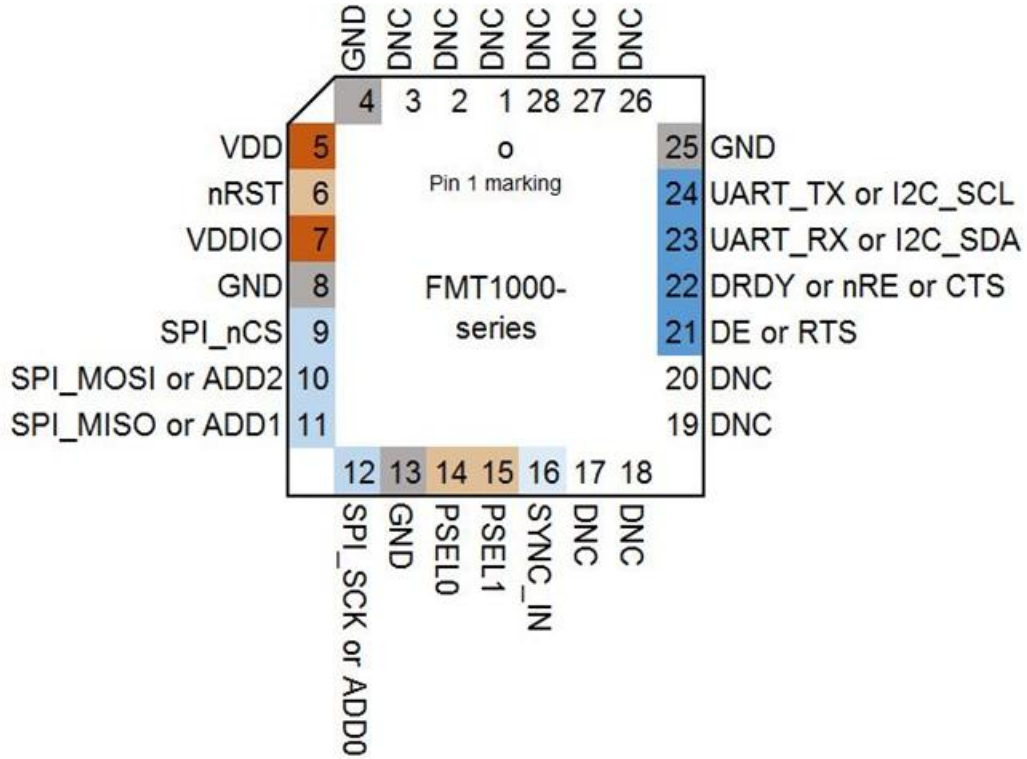 GND DNC DNC DNC DNC DNC DNC
4 3 2 1 28 27 26
VDD 5 o 25 GND
nRST 6 Pin 1 marking 24 UART_TX or I2C_SCL
VDDIO 7 23 UART_RX or I2C_SDA
GND 8 FMT1000- 22 DRDY or nRE or CTS
SPI_nCS 9 series 21 DE or RTS
SPI_MOSI or ADD2 10 20 DNC
SPI_MISO or ADD1 11 19 DNC
12 13 14 15 16 17 18
SPI_SCK or ADD0 GND PSEL0 PSEL1 SYNC_IN DNC DNC